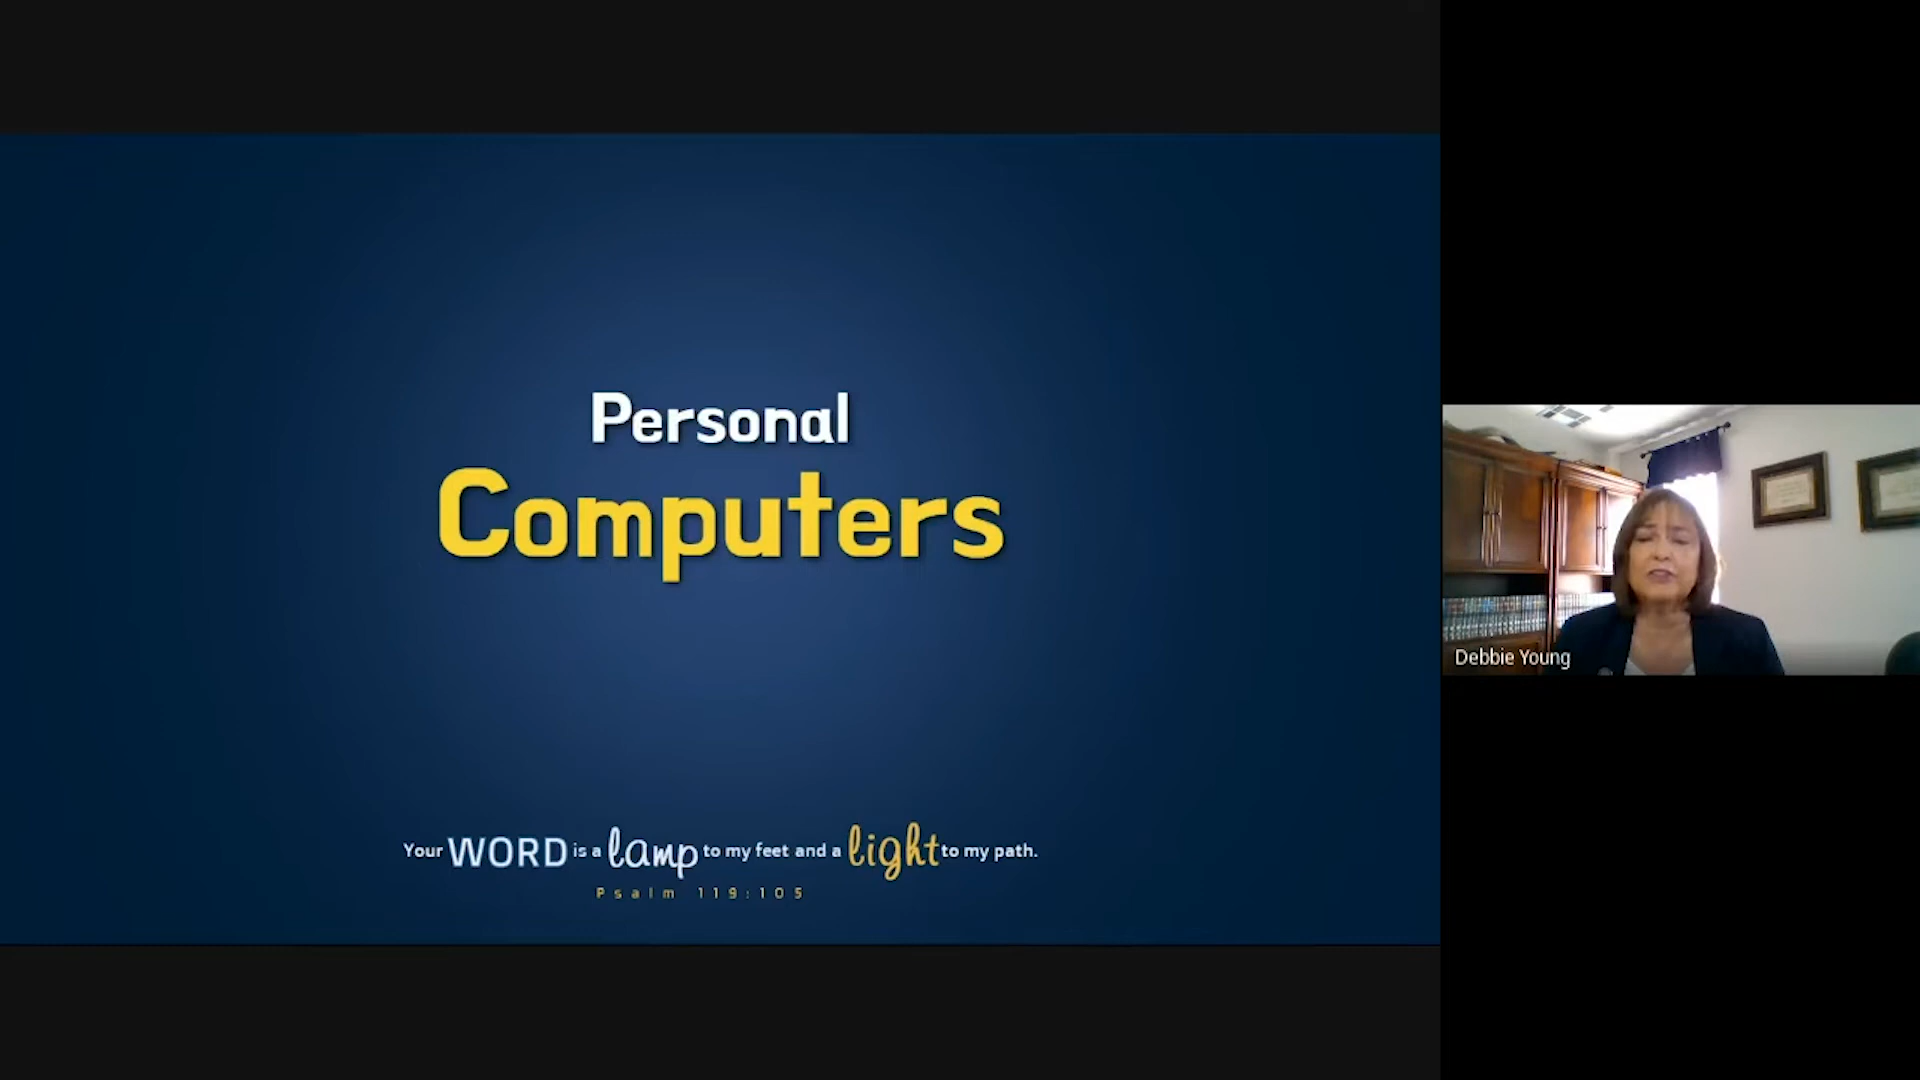 Personal
Computers
Your WORD is a lamp to my feet and a light to my path.
Psalm 119:105
Debbie Young